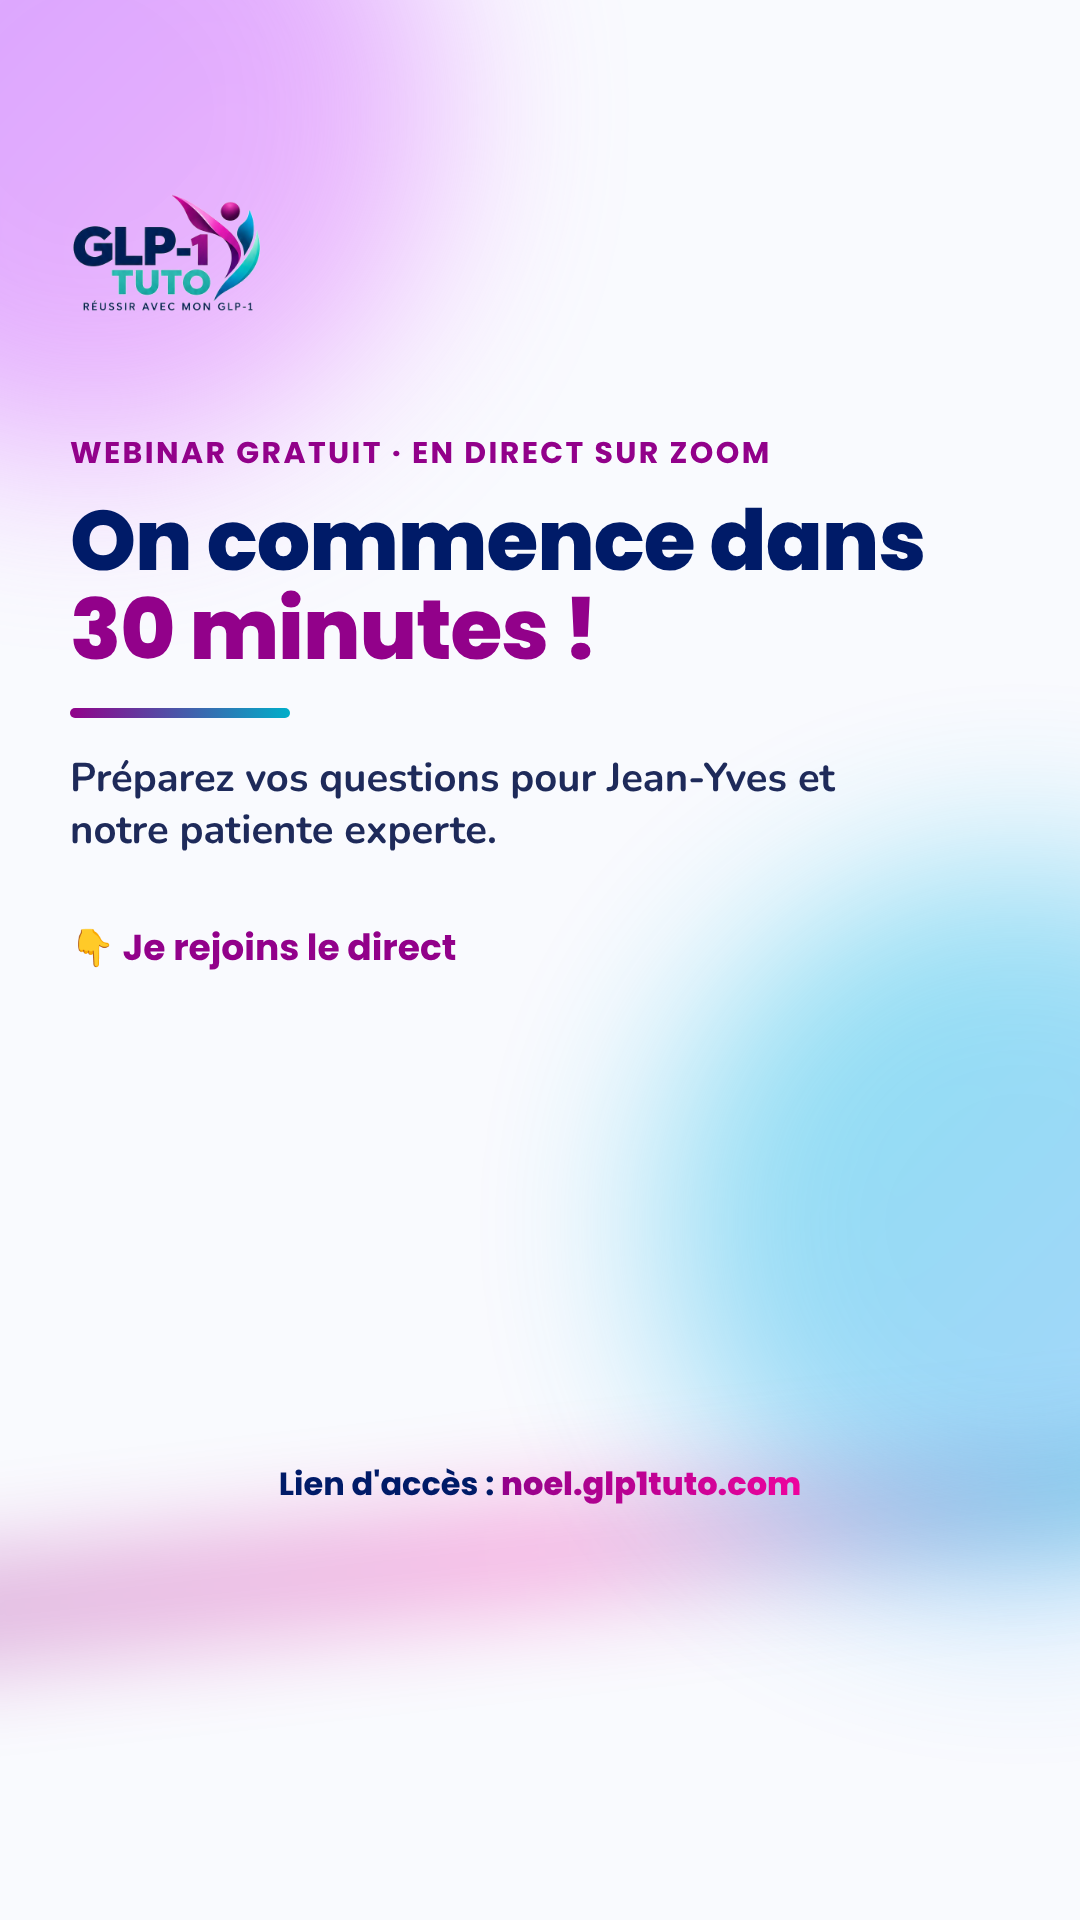 GLP-1
TUTO
RÉUSSIR AVEC MON GLP-1
WEBINAR GRATUIT · EN DIRECT SUR ZOOM
On commence dans
30 minutes !
Préparez vos questions pour Jean-Yves et
notre patiente experte.
👇 Je rejoins le direct
Lien d'accès : noel.glp1tuto.com